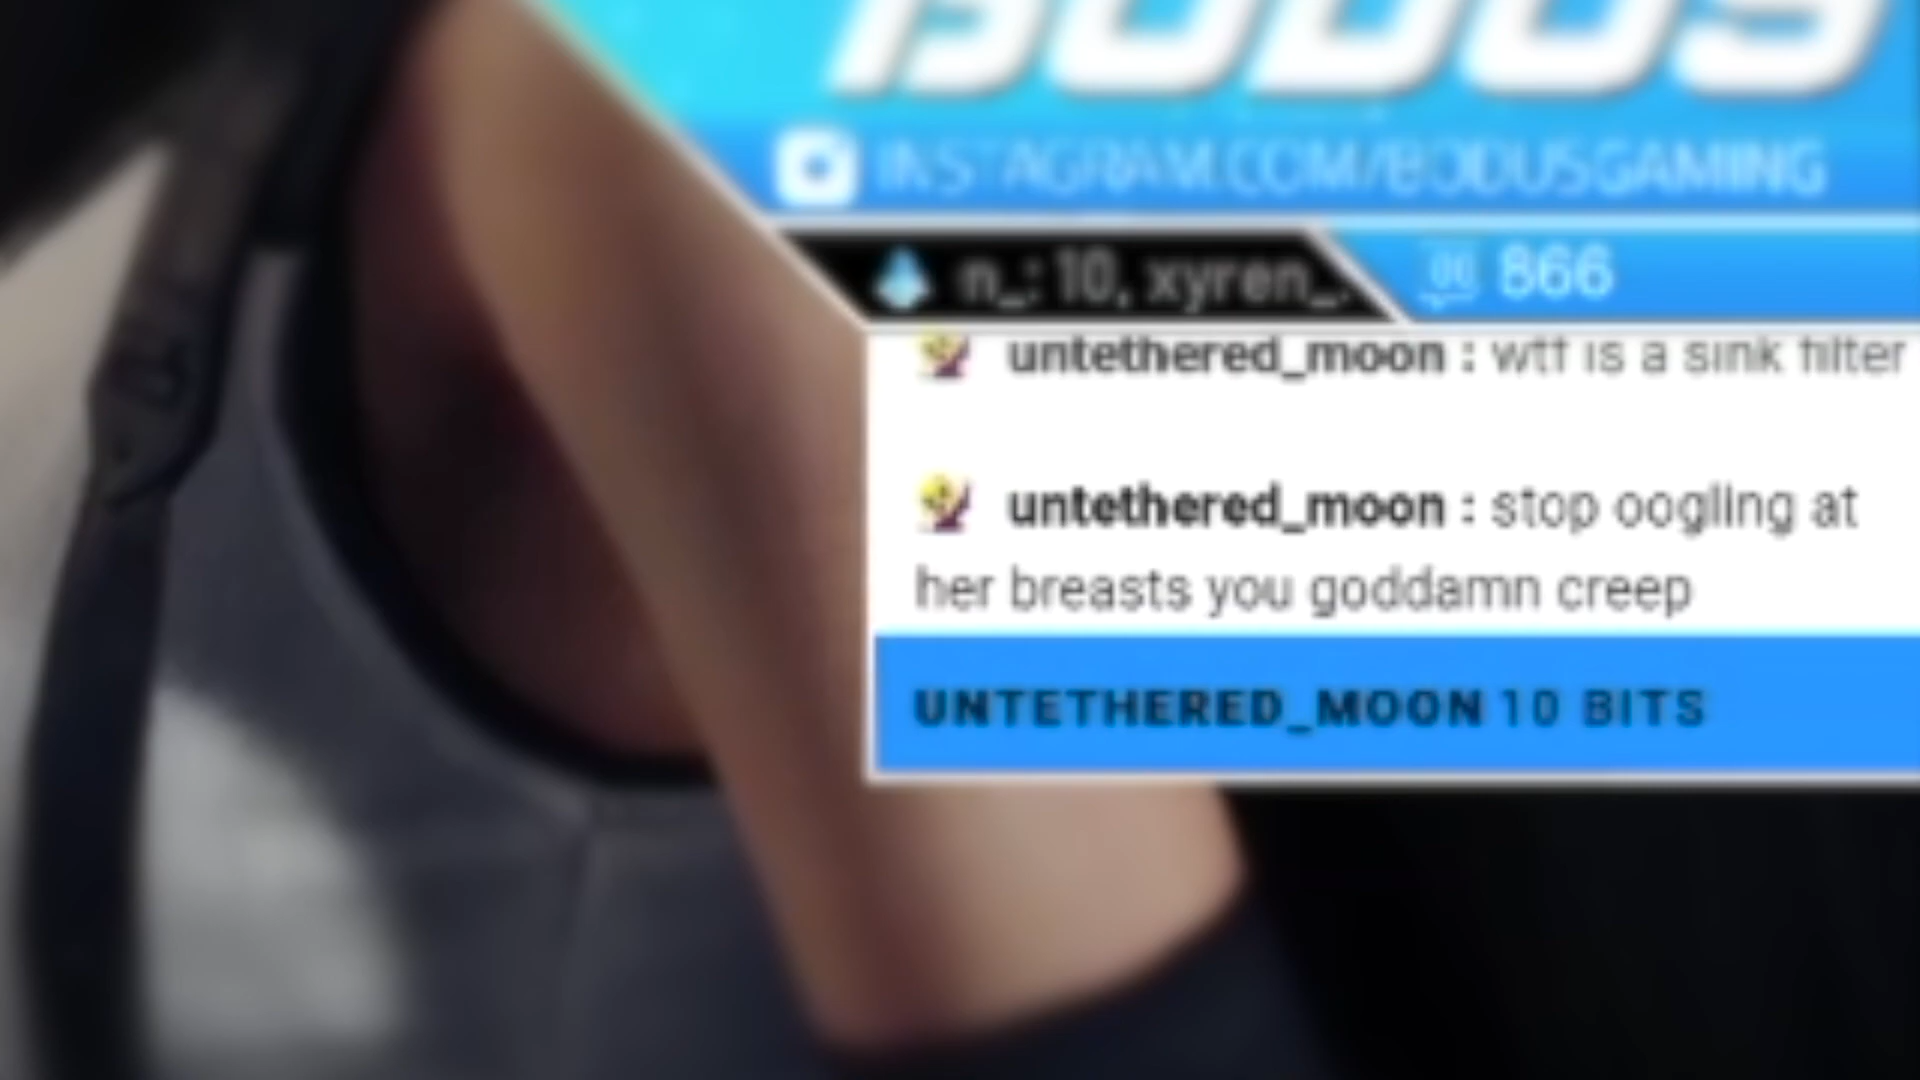 BODUS
INSTAGRAM.COM/BODUSGAMING
n_: 10, xyren_.
866
untethered_moon : wtf is a sink filter
untethered_moon : stop oogling at
her breasts you goddamn creep
UNTETHERED_MOON 10 BITS